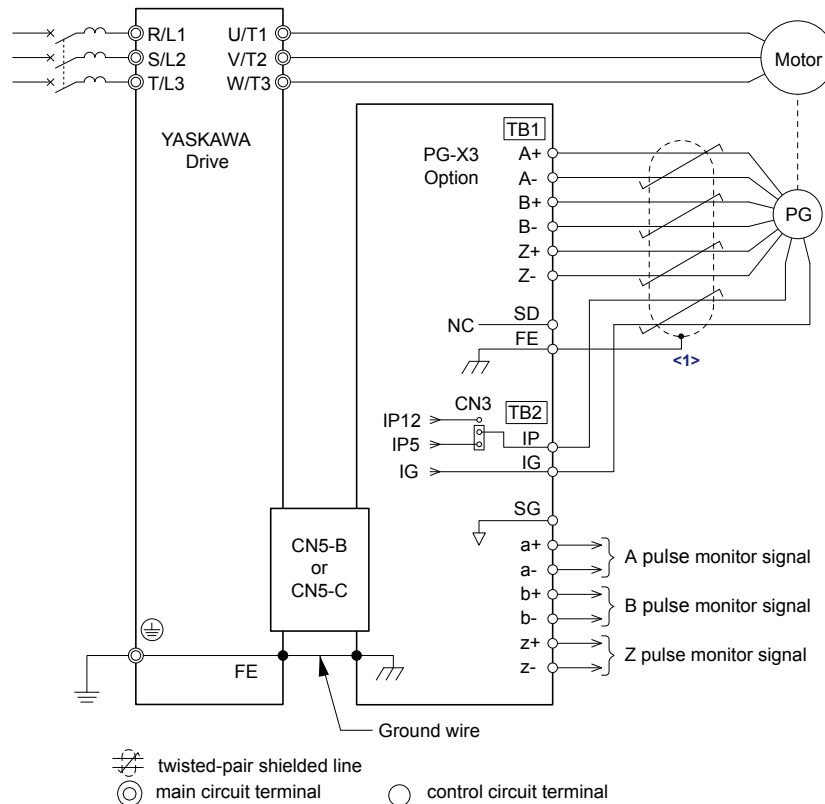 R/L1 U/T1
S/L2 V/T2
T/L3 W/T3
Motor
YASKAWA
Drive
PG-X3
Option
TB1
A+
A-
B+
B-
Z+
Z-
PG
NC SD
FE
<1>
CN3 TB2
IP12
IP5 IP
IG IG
SG
CN5-B
or
CN5-C
a+
a-
A pulse monitor signal
b+
b-
B pulse monitor signal
z+
z-
Z pulse monitor signal
FE
Ground wire
twisted-pair shielded line
main circuit terminal control circuit terminal